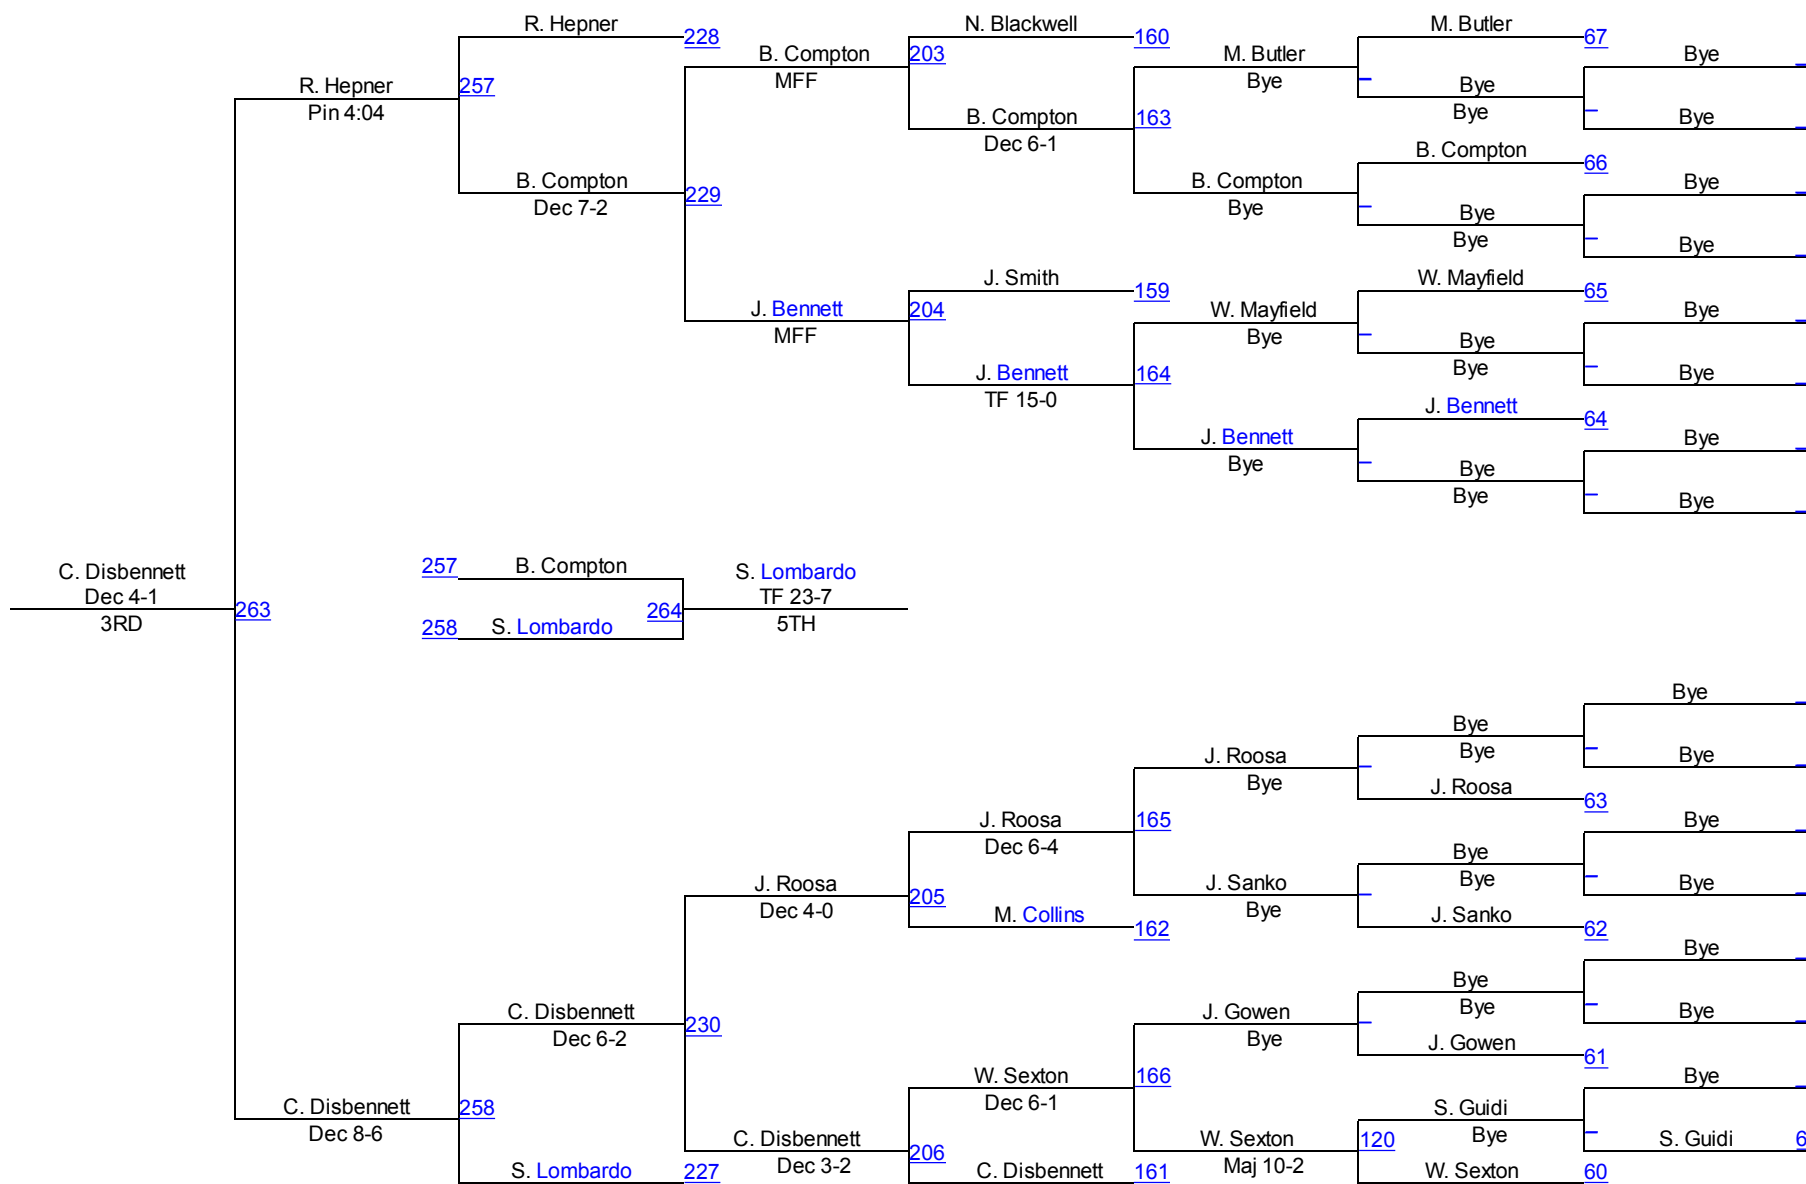 R. Hepner
228
N. Blackwell
160
M. Butler
67
B. Compton
MFF
203
M. Butler
Bye
Bye
R. Hepner
Pin 4:04
257
Bye
Bye
Bye
B. Compton
Dec 6-1
163
B. Compton
66
B. Compton
Dec 7-2
229
B. Compton
Bye
Bye
Bye
Bye
Bye
J. Smith
159
W. Mayfield
65
J. Bennett
MFF
204
W. Mayfield
Bye
Bye
Bye
Bye
J. Bennett
TF 15-0
164
Bye
J. Bennett
64
J. Bennett
Bye
Bye
Bye
Bye
Bye
C. Disbennett
Dec 4-1
3RD
263
257
B. Compton
258
S. Lombardo
264
S. Lombardo
TF 23-7
5TH
Bye
Bye
Bye
Bye
J. Roosa
Bye
J. Roosa
63
J. Roosa
Dec 6-4
165
Bye
Bye
Bye
J. Roosa
Dec 4-0
205
J. Sanko
Bye
Bye
M. Collins
162
J. Sanko
62
Bye
C. Disbennett
Dec 6-2
230
J. Gowen
Bye
Bye
Bye
Bye
J. Gowen
61
W. Sexton
Dec 6-1
166
Bye
C. Disbennett
Dec 8-6
258
S. Guidi
Bye
C. Disbennett
Dec 3-2
206
W. Sexton
Maj 10-2
120
S. Guidi
6
S. Lombardo
227
C. Disbennett
161
W. Sexton
60